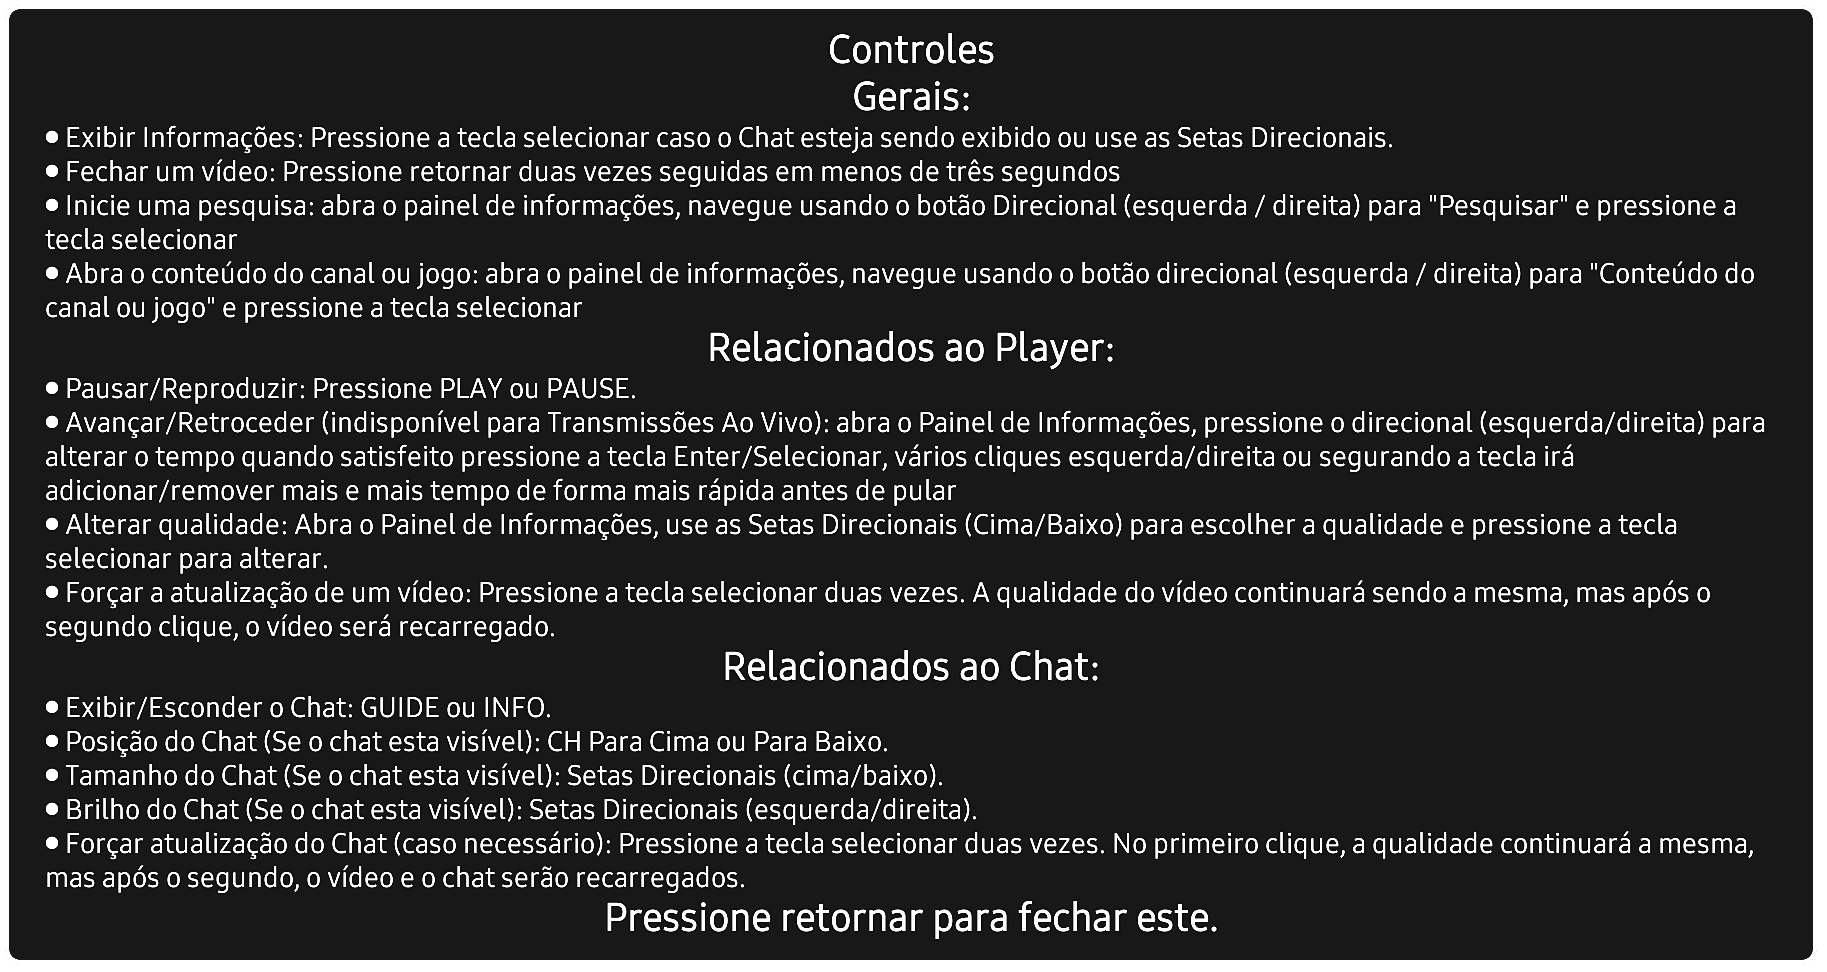 Controles
Gerais:
● Exibir Informações: Pressione a tecla selecionar caso o Chat esteja sendo exibido ou use as Setas Direcionais.
● Fechar um vídeo: Pressione retornar duas vezes seguidas em menos de três segundos
● Inicie uma pesquisa: abra o painel de informações, navegue usando o botão Direcional (esquerda / direita) para "Pesquisar" e pressione a
tecla selecionar
● Abra o conteúdo do canal ou jogo: abra o painel de informações, navegue usando o botão direcional (esquerda / direita) para "Conteúdo do
canal ou jogo" e pressione a tecla selecionar
Relacionados ao Player:
● Pausar/Reproduzir: Pressione PLAY ou PAUSE.
● Avançar/Retroceder (indisponível para Transmissões Ao Vivo): abra o Painel de Informações, pressione o direcional (esquerda/direita) para
alterar o tempo quando satisfeito pressione a tecla Enter/Selecionar, vários cliques esquerda/direita ou segurando a tecla irá
adicionar/remover mais e mais tempo de forma mais rápida antes de pular
● Alterar qualidade: Abra o Painel de Informações, use as Setas Direcionais (Cima/Baixo) para escolher a qualidade e pressione a tecla
selecionar para alterar.
● Forçar a atualização de um vídeo: Pressione a tecla selecionar duas vezes. A qualidade do vídeo continuará sendo a mesma, mas após o
segundo clique, o vídeo será recarregado.
Relacionados ao Chat:
● Exibir/Esconder o Chat: GUIDE ou INFO.
● Posição do Chat (Se o chat esta visível): CH Para Cima ou Para Baixo.
● Tamanho do Chat (Se o chat esta visível): Setas Direcionais (cima/baixo).
● Brilho do Chat (Se o chat esta visível): Setas Direcionais (esquerda/direita).
● Forçar atualização do Chat (caso necessário): Pressione a tecla selecionar duas vezes. No primeiro clique, a qualidade continuará a mesma,
mas após o segundo, o vídeo e o chat serão recarregados.
Pressione retornar para fechar este.